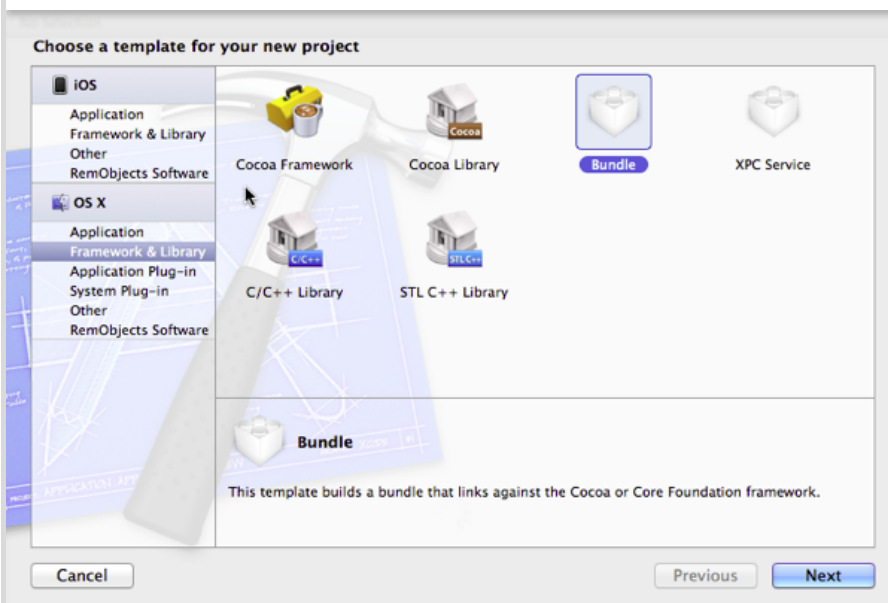 Choose a template for your new project
iOS
Application
Framework & Library
Other
RemObjects Software
OS X
Application
Framework & Library
Application Plug-in
System Plug-in
Other
RemObjects Software
Cocoa Framework
Cocoa
Cocoa Library
Bundle
XPC Service
C/C++
C/C++ Library
STL C++
STL C++ Library
Bundle
This template builds a bundle that links against the Cocoa or Core Foundation framework.
Cancel
Previous
Next